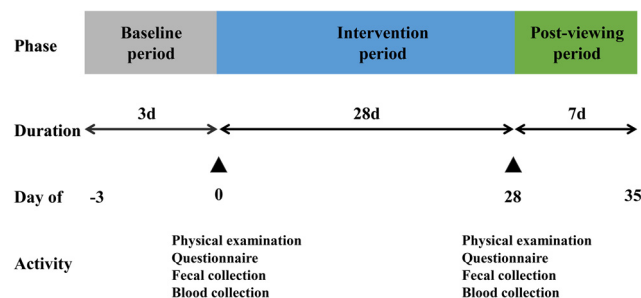 Phase
Baseline period
Intervention period
Post-viewing period
Duration
3d
28d
7d
Day of
-3
0
28
35
Activity
Physical examination
Questionnaire
Fecal collection
Blood collection
Physical examination
Questionnaire
Fecal collection
Blood collection